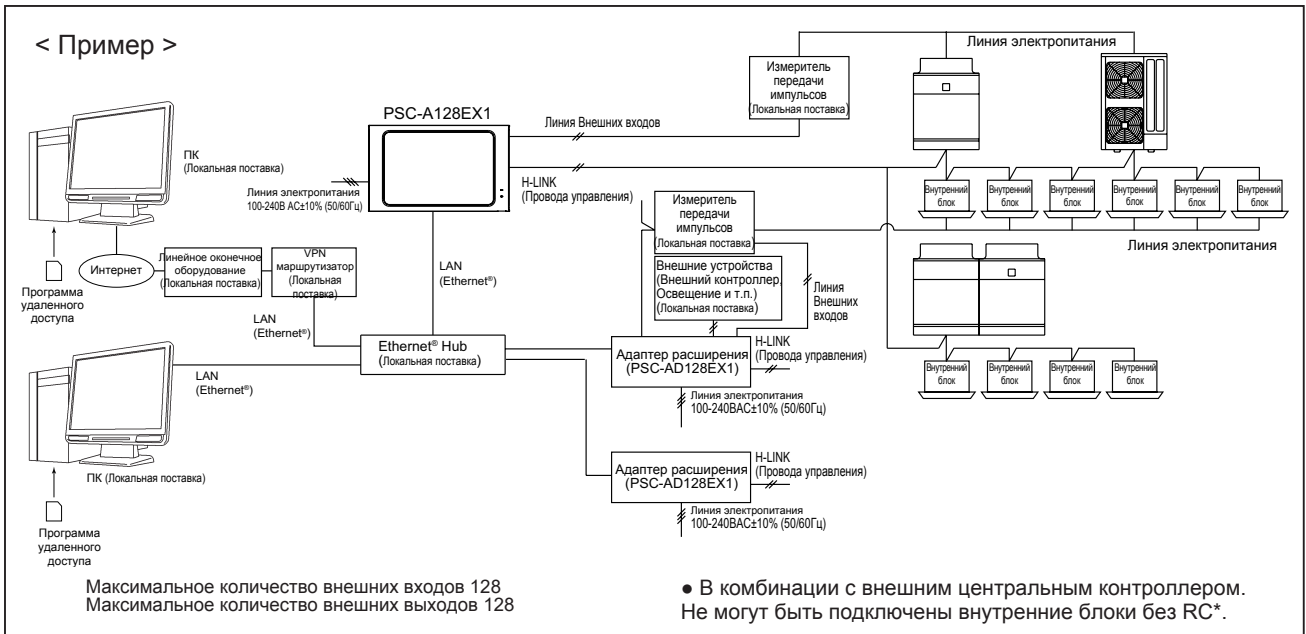 < Пример >
Линия электропитания
Измеритель
передачи
импульсов
(Локальная поставка)
PSC-A128EX1
Линия Внешних входов
ПК
(Локальная поставка)
Линия электропитания
100-240В AC±10% (50/60Гц)
H-LINK
(Провода управления)
Внутренний
блок
Внутренний
блок
Внутренний
блок
Внутренний
блок
Внутренний
блок
Внутренний
блок
Измеритель
передачи
импульсов
(Локальная поставка)
Линия электропитания
Интернет
Линейное оконечное
оборудование
(Локальная поставка)
VPN
маршрутизатор
(Локальная
поставка)
LAN
(Ethernet®)
Внешние устройства
(Внешний контроллер,
Освещение и т.п.)
(Локальная поставка)
Линия
Внешних
входов
Программа
удаленного
доступа
LAN
(Ethernet®)
Ethernet® Hub
(Локальная поставка)
Адаптер расширения
(PSC-AD128EX1)
H-LINK
(Провода управления)
Внутренний
блок
Внутренний
блок
Внутренний
блок
Внутренний
блок
LAN
(Ethernet®)
Линия электропитания
100-240ВAC±10% (50/60Гц)
ПК (Локальная поставка)
Адаптер расширения
(PSC-AD128EX1)
H-LINK
(Провода управления)
Линия электропитания
100-240ВAC±10% (50/60Гц)
Программа
удаленного
доступа
Максимальное количество внешних входов 128
Максимальное количество внешних выходов 128
● В комбинации с внешним центральным контроллером.
Не могут быть подключены внутренние блоки без RC*.